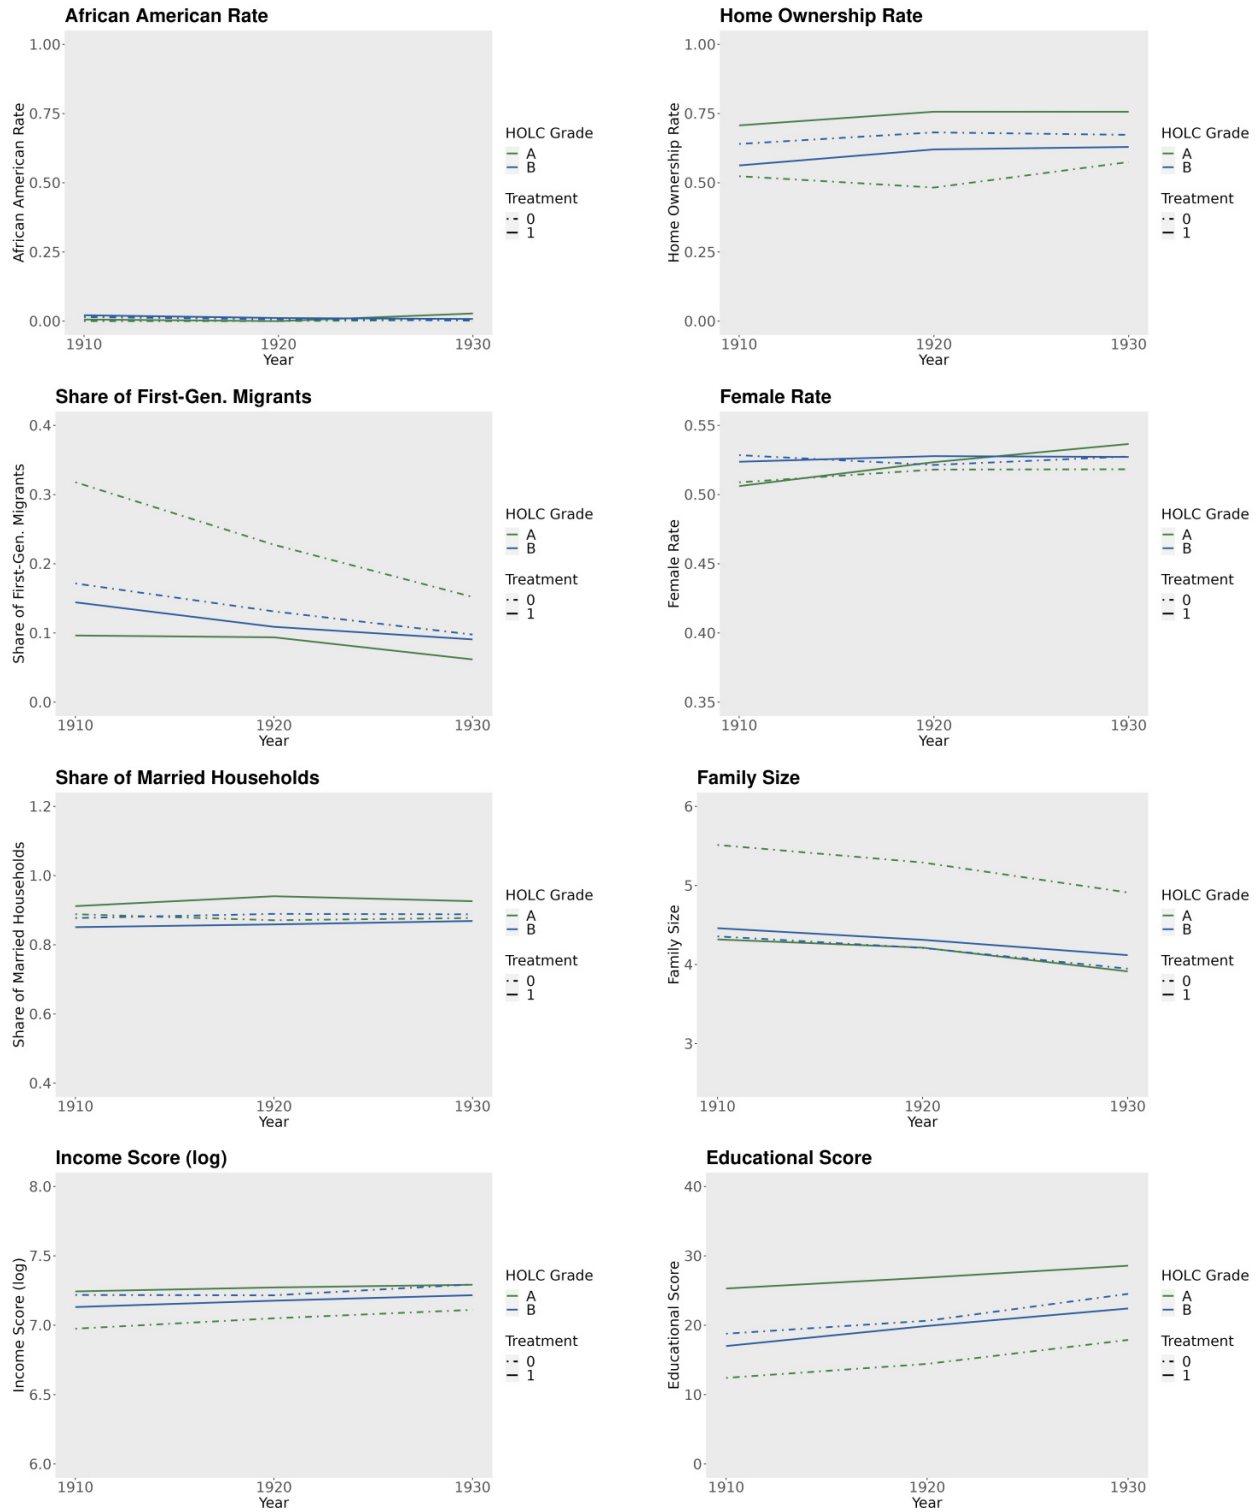 African American Rate
1.00
0.75
0.50
0.25
0.00
African American Rate
1910 1920 1930
Year
HOLC Grade
A
B
Treatment
0
1
Home Ownership Rate
1.00
0.75
0.50
0.25
0.00
Home Ownership Rate
1910 1920 1930
Year
HOLC Grade
A
B
Treatment
0
1
Share of First-Gen. Migrants
0.4
0.3
0.2
0.1
0.0
Share of First-Gen. Migrants
1910 1920 1930
Year
HOLC Grade
A
B
Treatment
0
1
Female Rate
0.55
0.50
0.45
0.40
0.35
Female Rate
1910 1920 1930
Year
HOLC Grade
A
B
Treatment
0
1
Share of Married Households
1.2
1.0
0.8
0.6
0.4
Share of Married Households
1910 1920 1930
Year
HOLC Grade
A
B
Treatment
0
1
Family Size
6
5
4
3
Family Size
1910 1920 1930
Year
HOLC Grade
A
B
Treatment
0
1
Income Score (log)
8.0
7.5
7.0
6.5
6.0
Income Score (log)
1910 1920 1930
Year
HOLC Grade
A
B
Treatment
0
1
Educational Score
40
30
20
10
0
Educational Score
1910 1920 1930
Year
HOLC Grade
A
B
Treatment
0
1